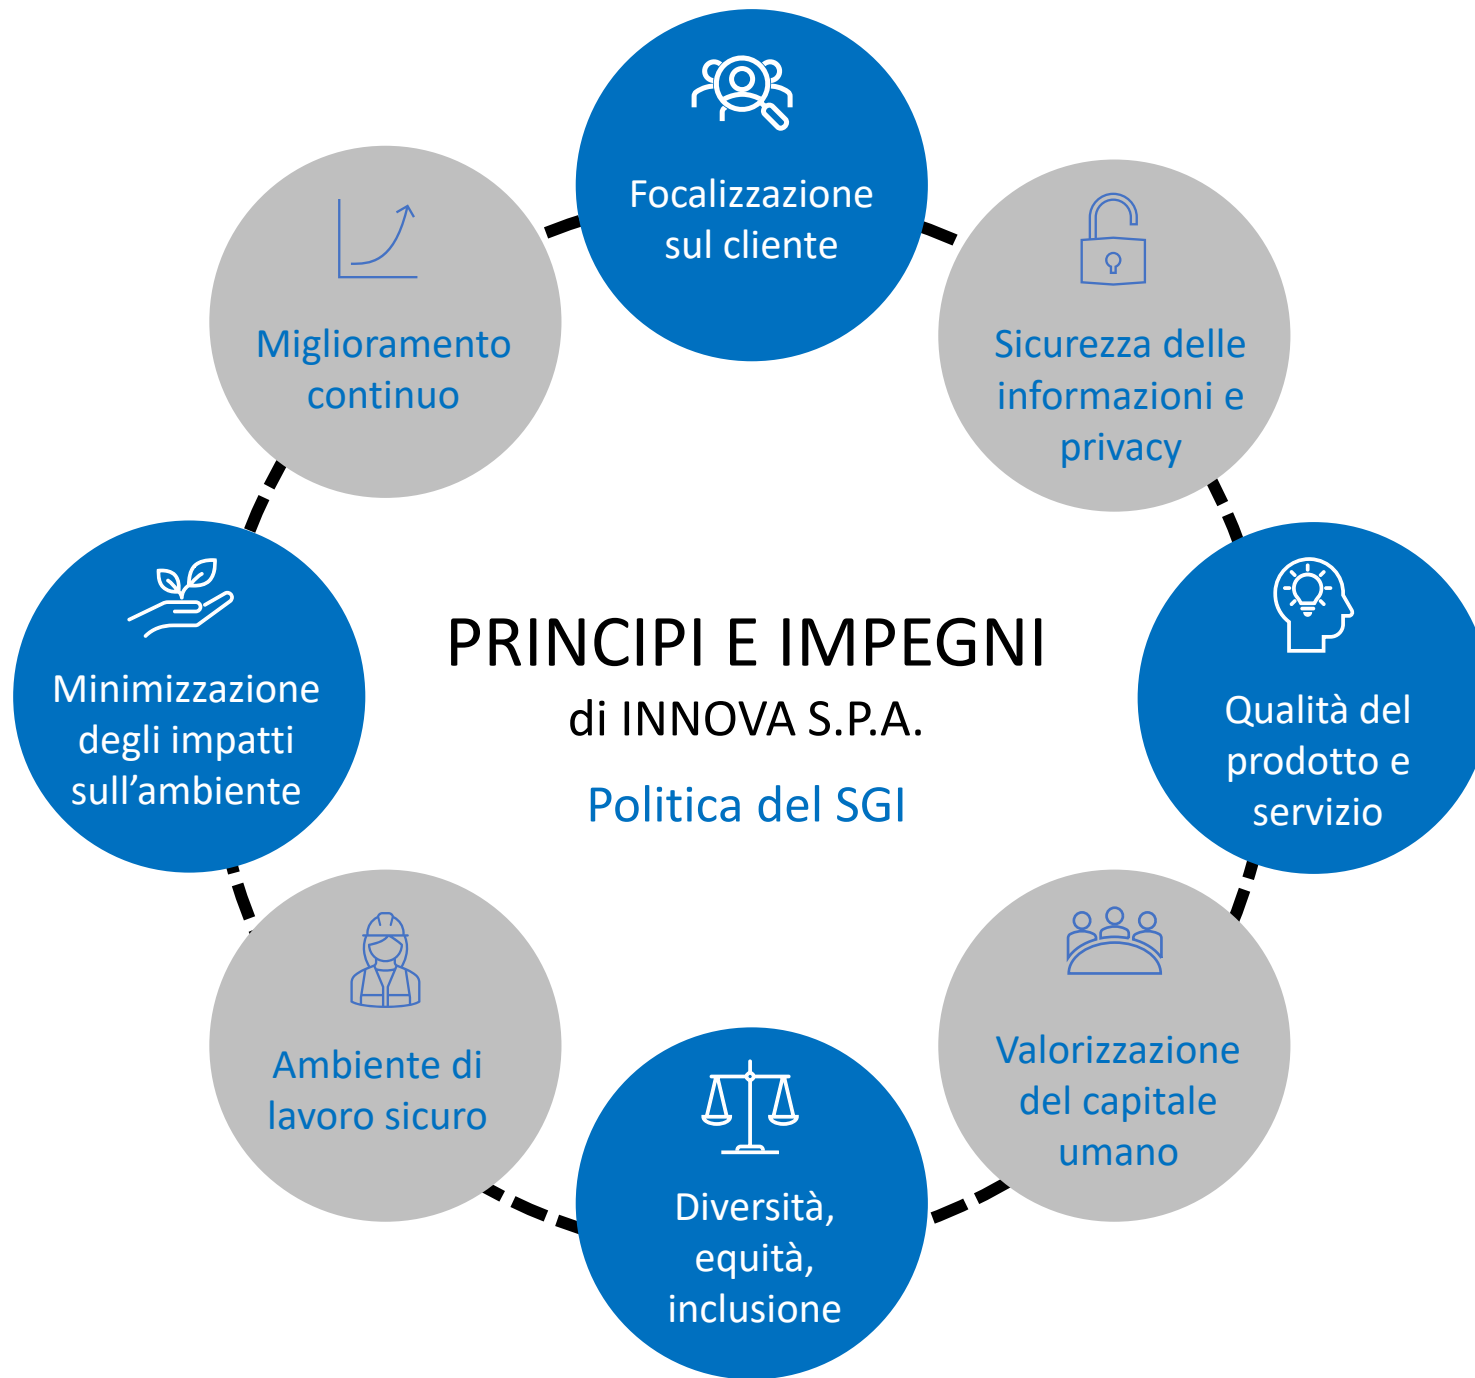 Focalizzazione
sul cliente
Sicurezza delle
informazioni e
privacy
Qualità del
prodotto e
servizio
Valorizzazione
del capitale
umano
Diversità,
equità,
inclusione
Ambiente di
lavoro sicuro
Minimizzazione
degli impatti
sull’ambiente
Miglioramento
continuo
PRINCIPI E IMPEGNI
di INNOVA S.P.A.
Politica del SGI